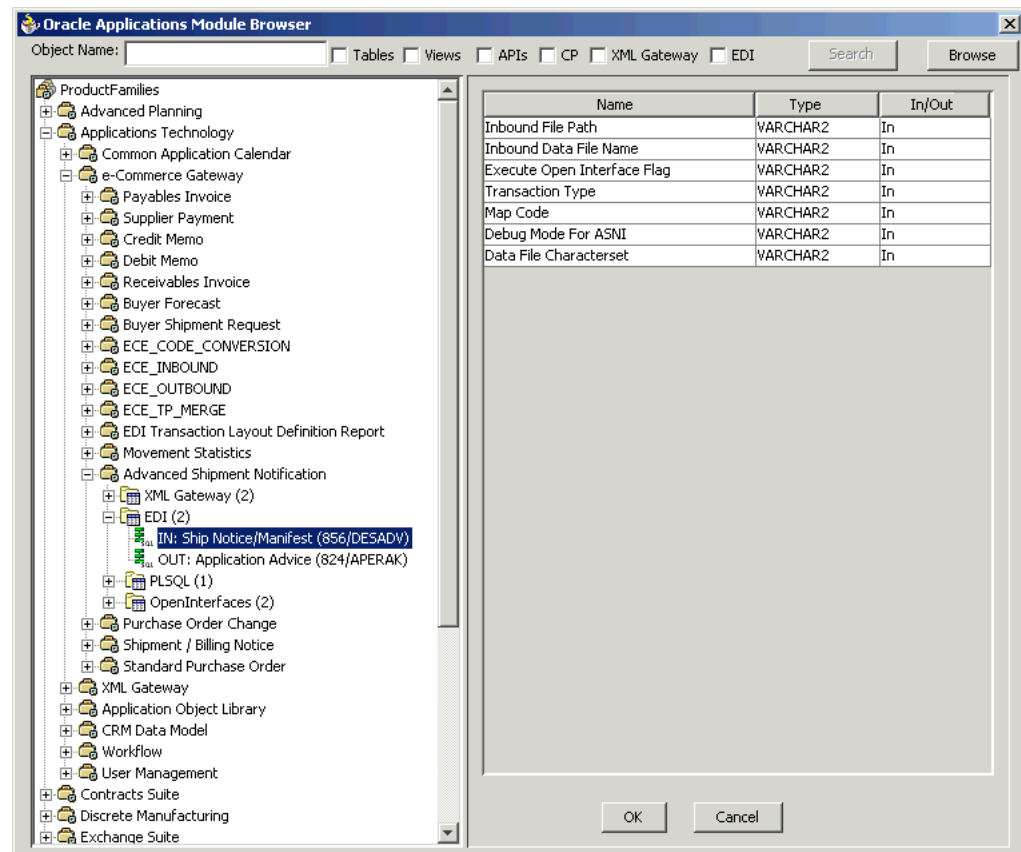 Oracle Applications Module Browser
Object Name: Tables Views APIs CP XML Gateway EDI Search Browse
ProductFamilies
Advanced Planning
Applications Technology
Common Application Calendar
e-Commerce Gateway
Payables Invoice
Supplier Payment
Credit Memo
Debit Memo
Receivables Invoice
Buyer Forecast
Buyer Shipment Request
ECE_CODE_CONVERSION
ECE_INBOUND
ECE_OUTBOUND
ECE_TP_MERGE
EDI Transaction Layout Definition Report
Movement Statistics
Advanced Shipment Notification
XML Gateway (2)
EDI (2)
SQL IN: Ship Notice/Manifest (856/DESADV)
SQL OUT: Application Advice (824/APERAK)
PLSQL (1)
OpenInterfaces (2)
Purchase Order Change
Shipment / Billing Notice
Standard Purchase Order
XML Gateway
Application Object Library
CRM Data Model
Workflow
User Management
Contracts Suite
Discrete Manufacturing
Exchange Suite
Name Type In/Out
Inbound File Path VARCHAR2 In
Inbound Data File Name VARCHAR2 In
Execute Open Interface Flag VARCHAR2 In
Transaction Type VARCHAR2 In
Map Code VARCHAR2 In
Debug Mode For ASNI VARCHAR2 In
Data File Characterset VARCHAR2 In
OK Cancel